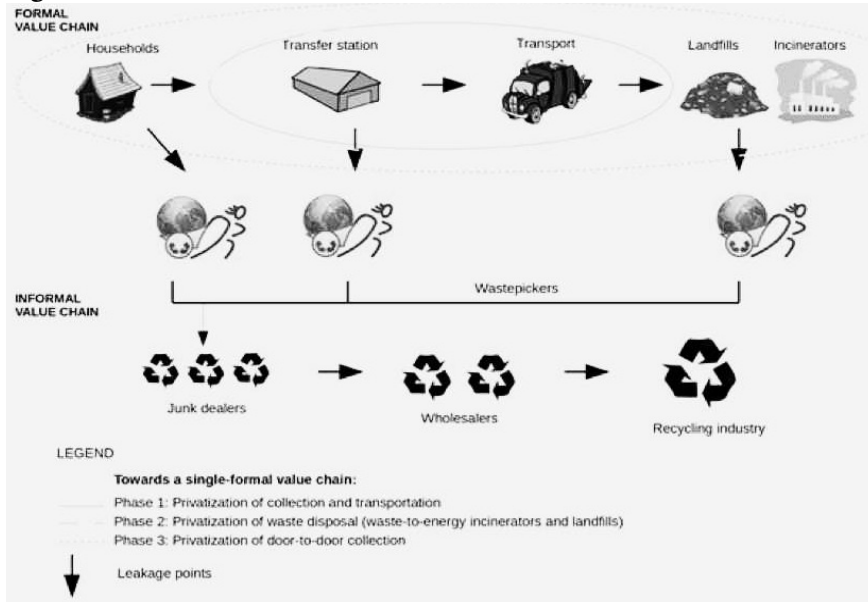 FORMAL
VALUE CHAIN
Households
Transfer station
Transport
Landfills
Incinerators
Wastepickers
INFORMAL
VALUE CHAIN
Junk dealers
Wholesalers
Recycling industry
LEGEND
Towards a single-formal value chain:
Phase 1: Privatization of collection and transportation
Phase 2: Privatization of waste disposal (waste-to-energy incinerators and landfills)
Phase 3: Privatization of door-to-door collection
Leakage points